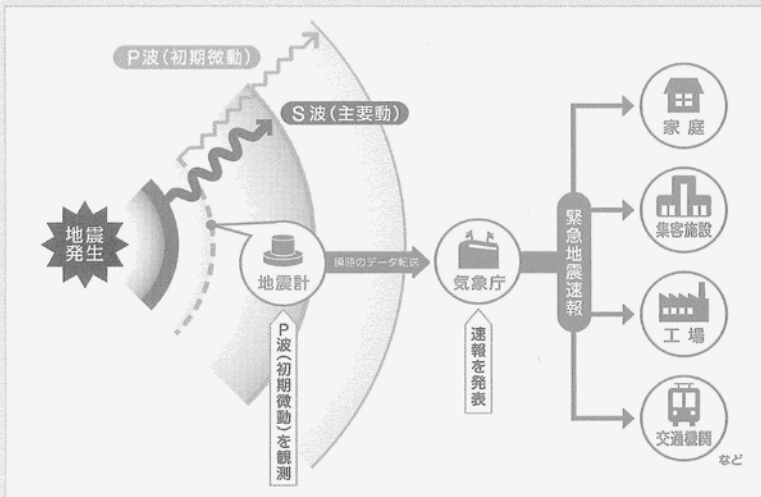 P波(初期微動)
S波(主要動)
地震
発生
地震計
P波(初期微動)を観測
瞬時のデータ転送
気象庁
速報を発表
緊急地震速報
家庭
集客施設
工場
交通機関
など